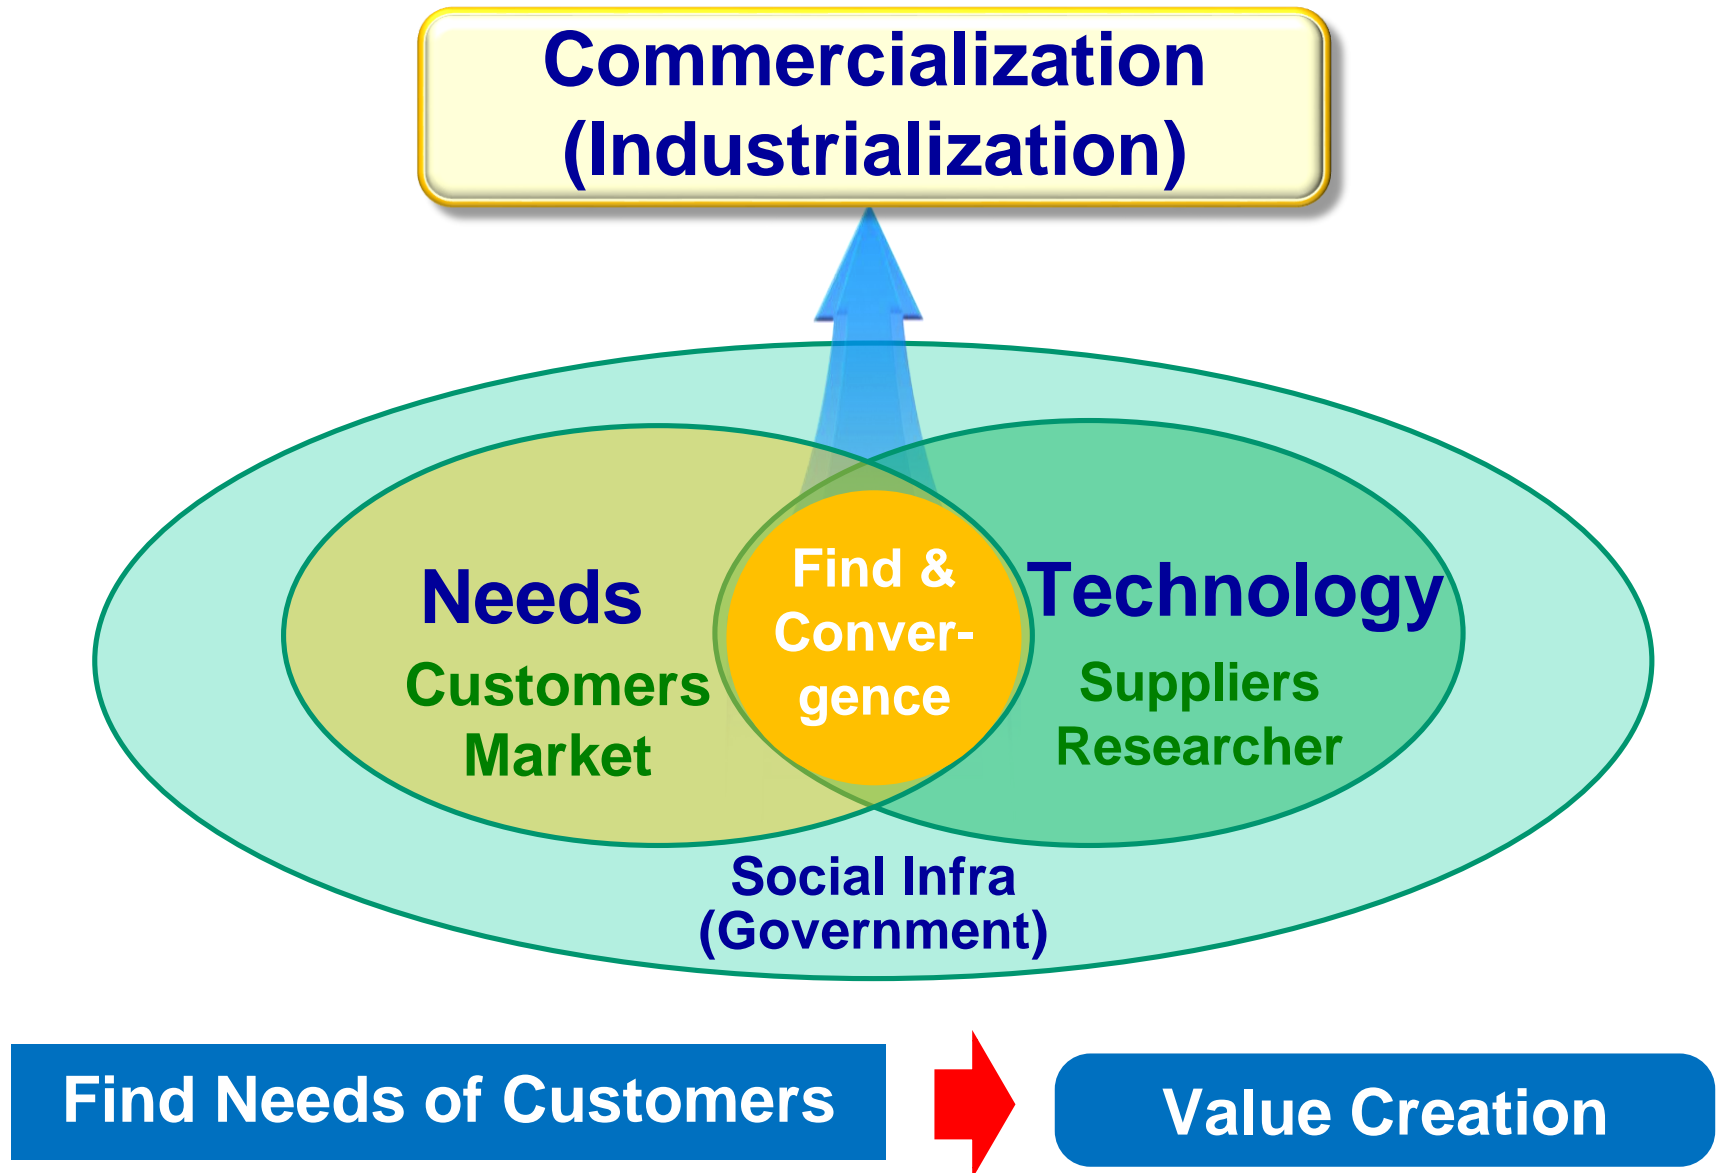 Commercialization
(Industrialization)
Find &
Conver-
gence
Needs
Customers
Market
Technology
Suppliers
Researcher
Social Infra
(Government)
Find Needs of Customers
Value Creation